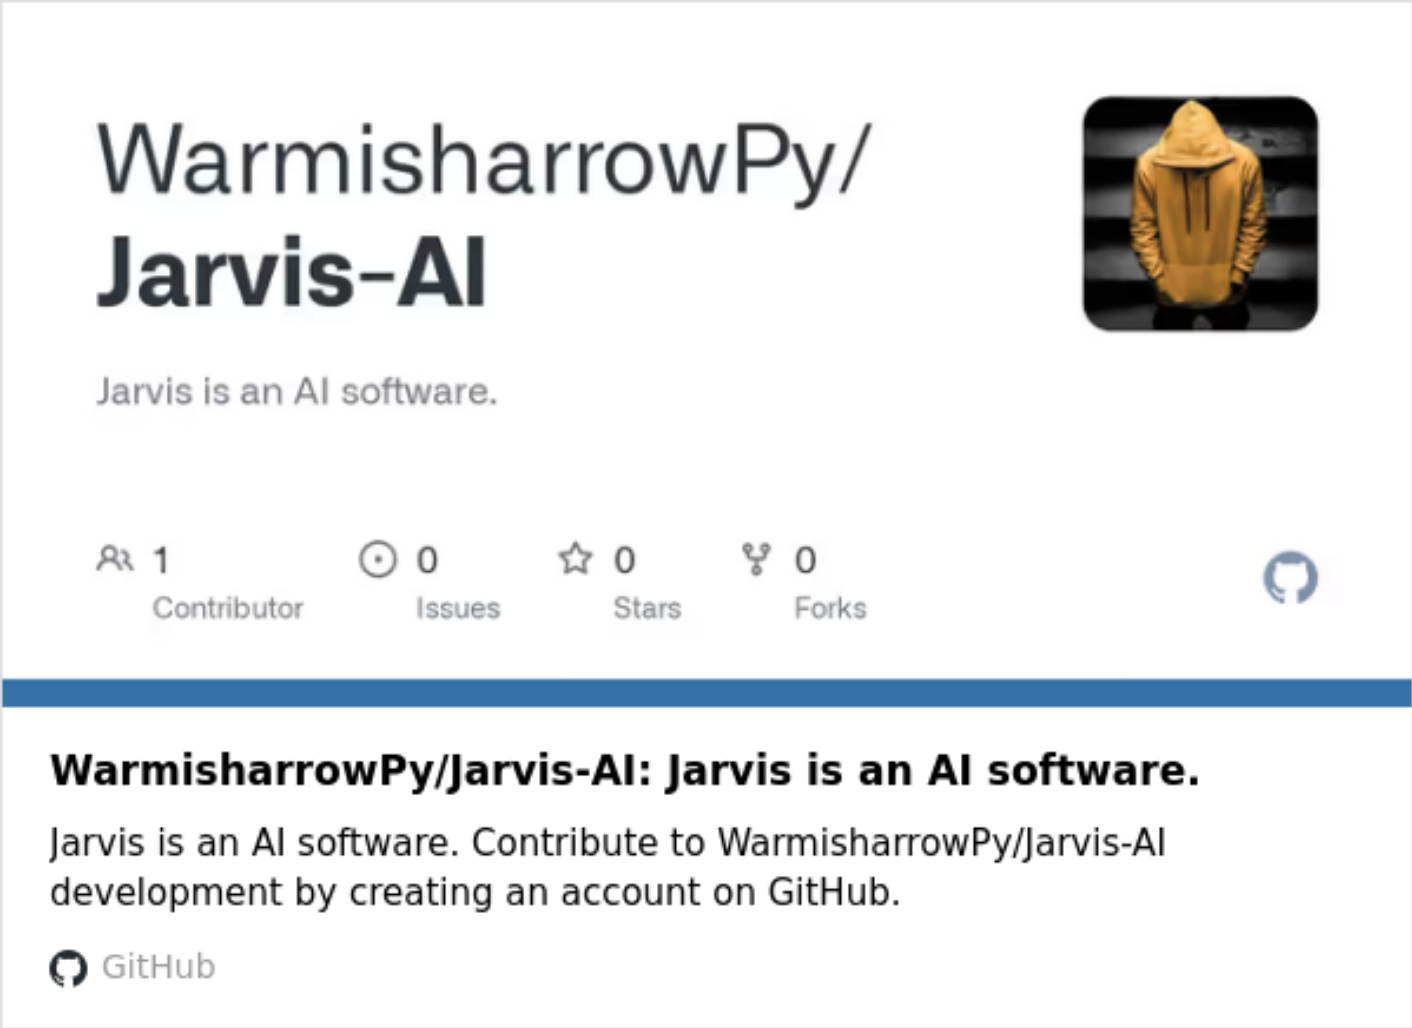 WarmisharrowPy/
Jarvis-AI
Jarvis is an AI software.
1 0 0 0
Contributor Issues Stars Forks
WarmisharrowPy/Jarvis-AI: Jarvis is an AI software.
Jarvis is an AI software. Contribute to WarmisharrowPy/Jarvis-AI
development by creating an account on GitHub.
GitHub